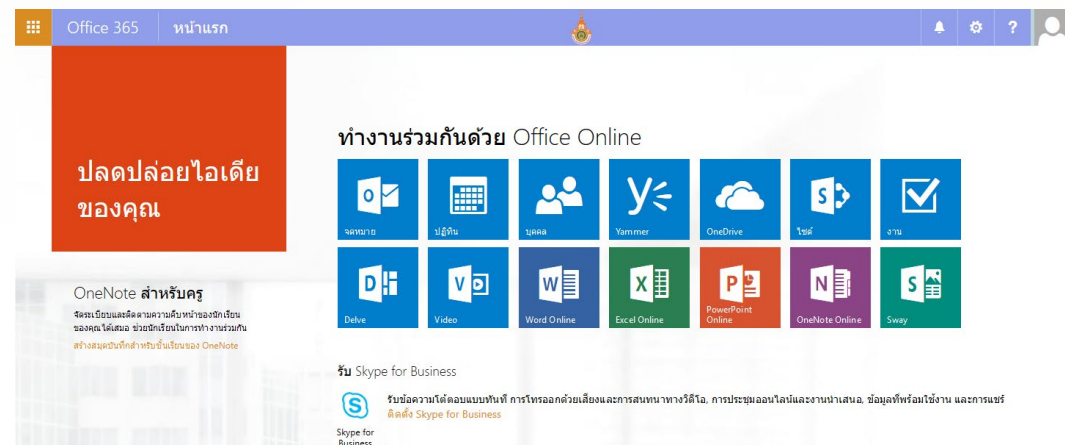 Office 365 หน้าแรก
?
ปลดปล่อยไอเดีย
ของคุณ
ทำงานร่วมกันด้วย Office Online
จดหมาย ปฏิทิน บุคคล Yammer OneDrive ไซต์ งาน
Delve Video Word Online Excel Online PowerPoint Online OneNote Online Sway
OneNote สำหรับครู
จัดระเบียบและติดตามความคืบหน้าของนักเรียน
ของคุณได้เสมอ ช่วยนักเรียนในการทำงานร่วมกัน
สร้างสมุดบันทึกสำหรับชั้นเรียนของ OneNote
รับ Skype for Business
รับข้อความโต้ตอบแบบทันที การโทรออกด้วยเสียงและการสนทนาทางวิดีโอ, การประชุมออนไลน์และงานนำเสนอ, ข้อมูลที่พร้อมใช้งาน และการแชร์
ติดตั้ง Skype for Business
Skype for
Business